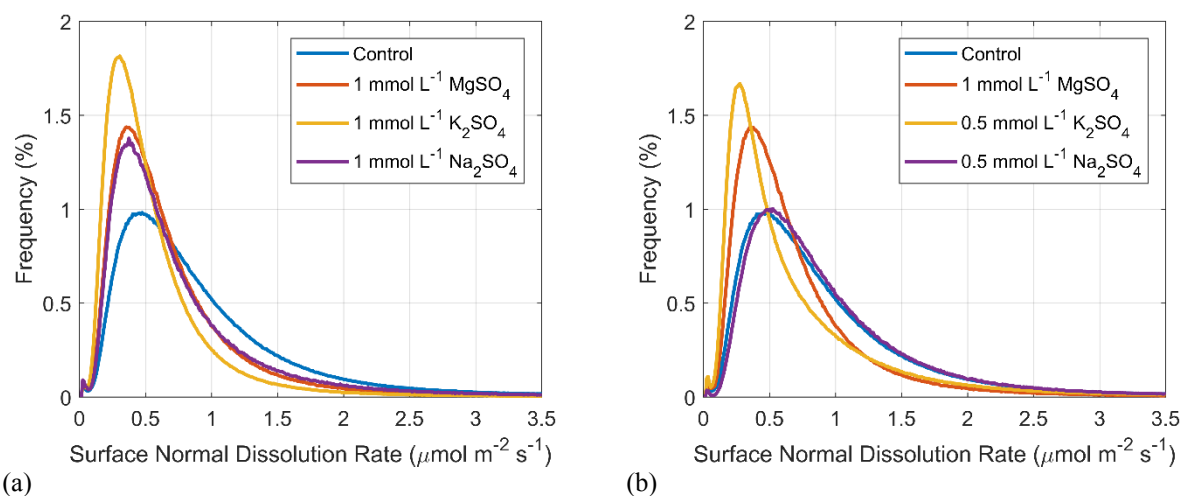 2
1.5
1
0.5
0
Frequency (%)
Control
1 mmol L⁻¹ MgSO₄
1 mmol L⁻¹ K₂SO₄
1 mmol L⁻¹ Na₂SO₄
0 0.5 1 1.5 2 2.5 3 3.5
Surface Normal Dissolution Rate (μmol m⁻² s⁻¹)
(a)
2
1.5
1
0.5
0
Frequency (%)
Control
1 mmol L⁻¹ MgSO₄
0.5 mmol L⁻¹ K₂SO₄
0.5 mmol L⁻¹ Na₂SO₄
0 0.5 1 1.5 2 2.5 3 3.5
Surface Normal Dissolution Rate (μmol m⁻² s⁻¹)
(b)